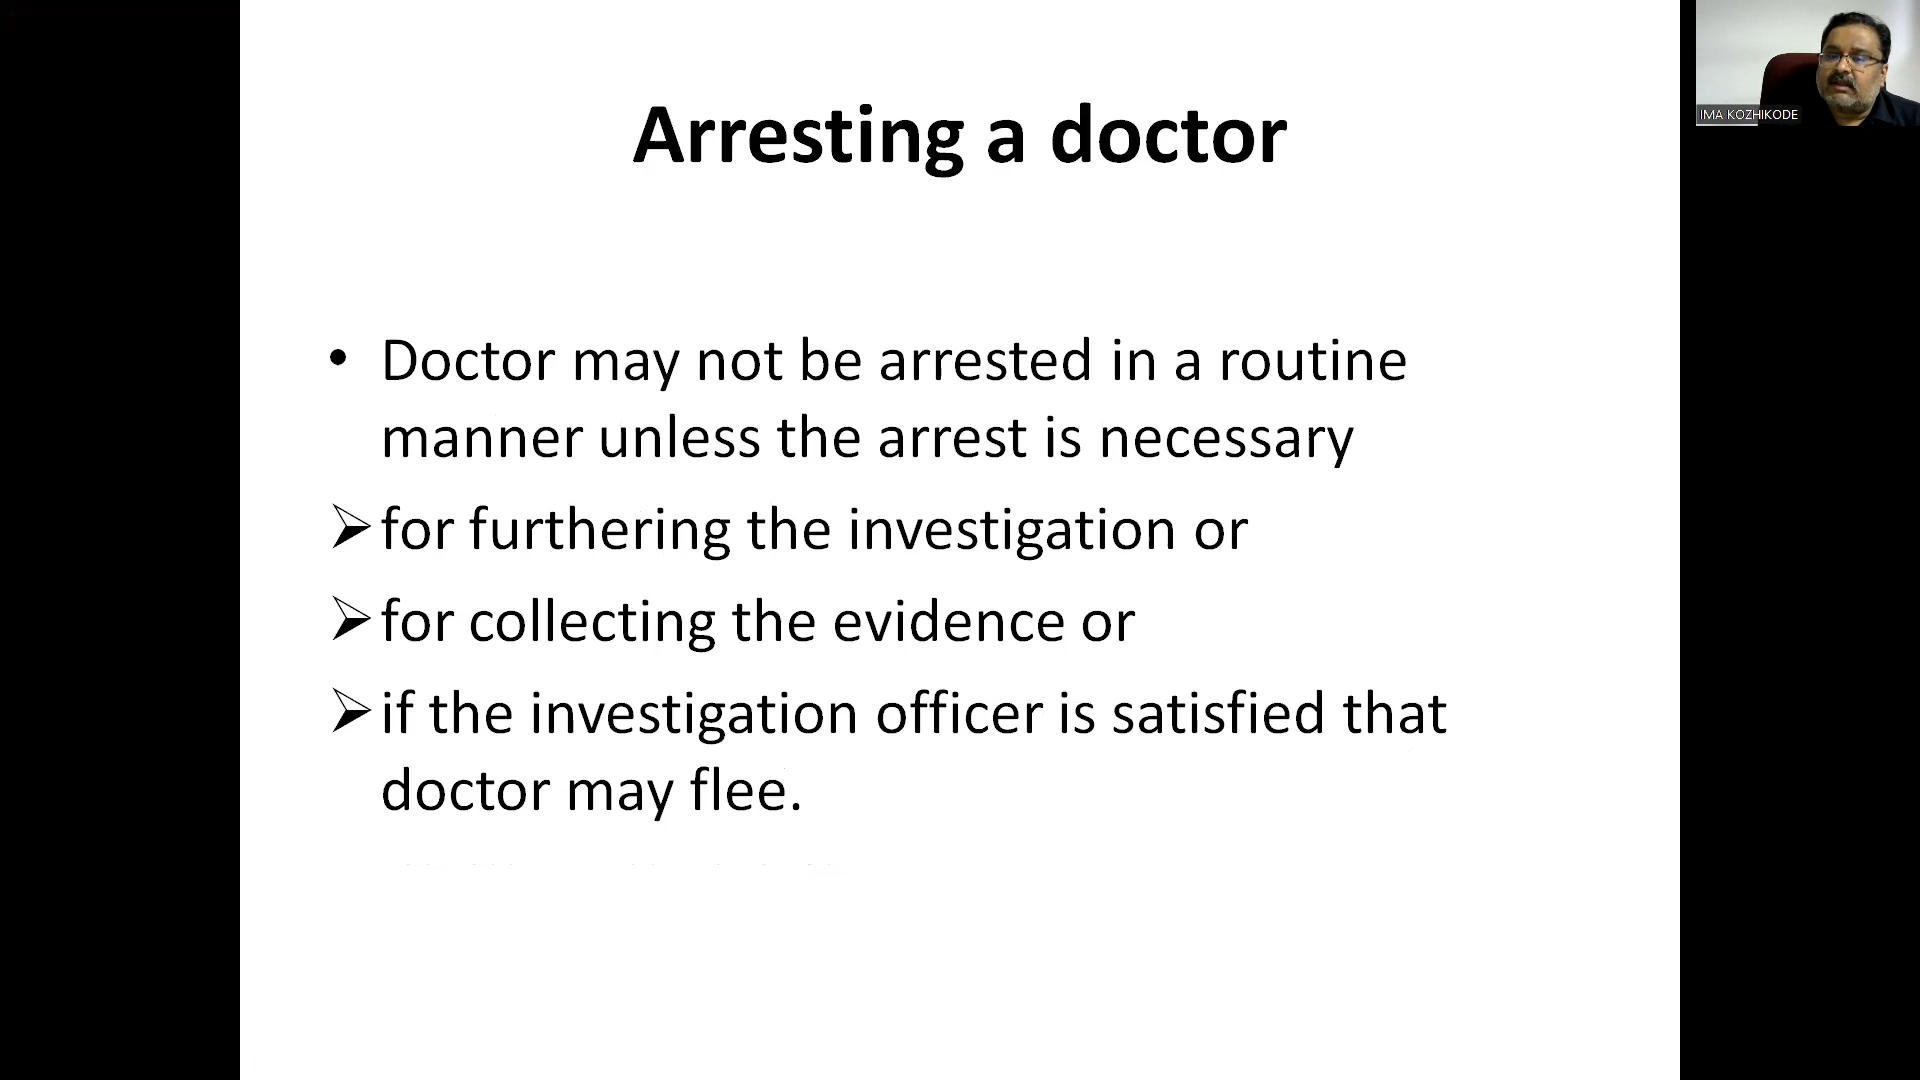 Arresting a doctor
IMA KOZHIKODE
• Doctor may not be arrested in a routine
manner unless the arrest is necessary
➢ for furthering the investigation or
➢ for collecting the evidence or
➢ if the investigation officer is satisfied that
doctor may flee.